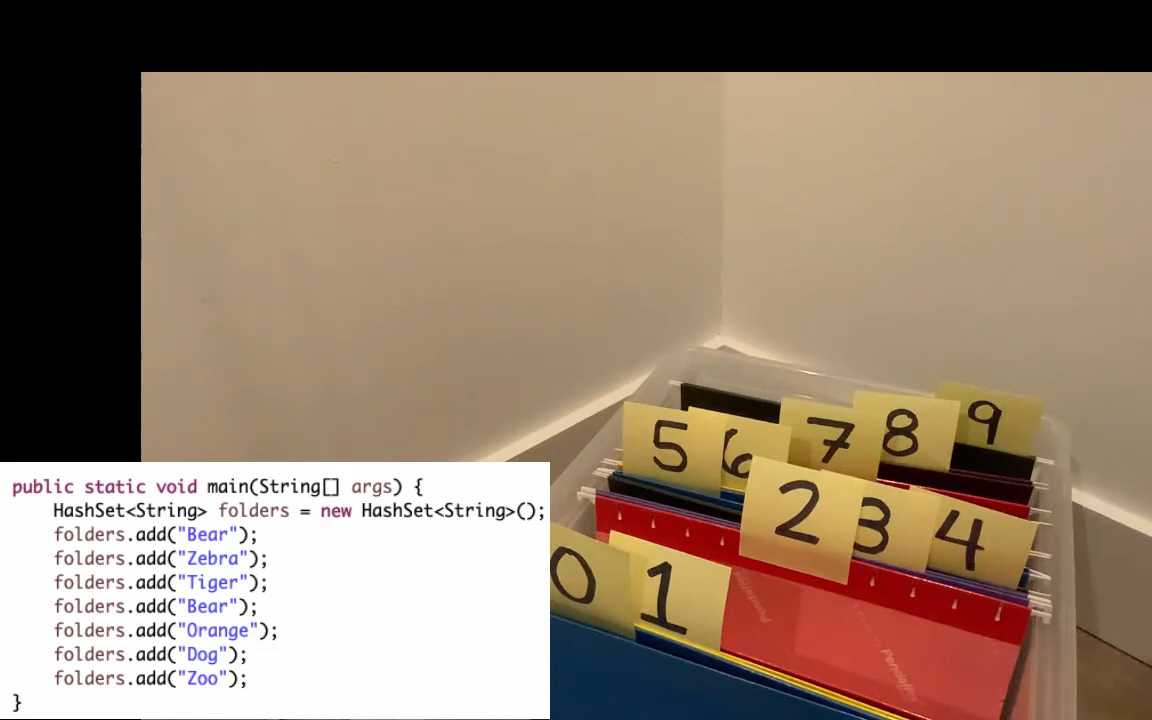 public static void main(String[] args) {
HashSet<String> folders = new HashSet<String>();
folders.add("Bear");
folders.add("Zebra");
folders.add("Tiger");
folders.add("Bear");
folders.add("Orange");
folders.add("Dog");
folders.add("Zoo");
}
5 6 7 8 9
2 3 4
0 1
Pendaflex